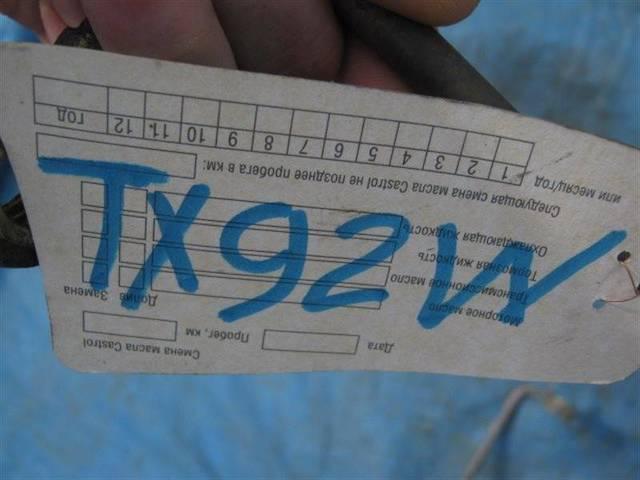 TX92W
Смена масла Castrol
Дата
Пробег, км
Долив Замена
Моторное масло
Трансмиссионное масло
Тормозная жидкость
Охлаждающая жидкость
Следующая смена масла Castrol не позднее пробега в км:
или месяц/год
1 2 3 4 5 6 7 8 9 10 11 12 год